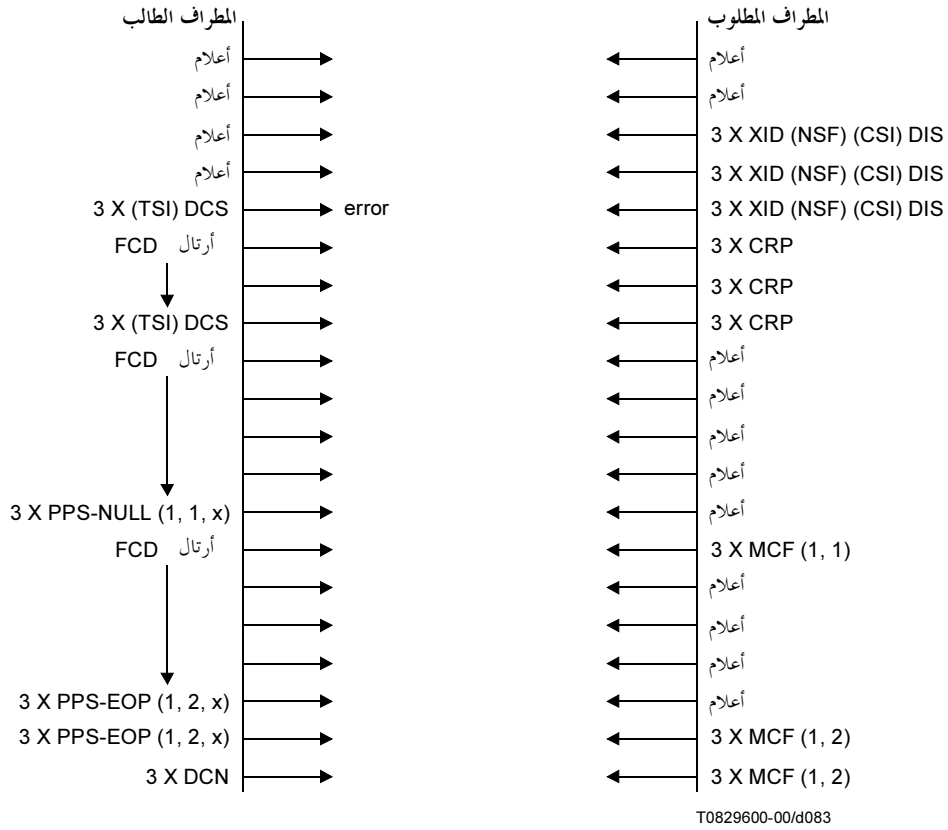 المطراف الطالب    المطراف المطلوب
أعلام    أعلام
أعلام    أعلام
أعلام    3 X XID (NSF) (CSI) DIS
أعلام    3 X XID (NSF) (CSI) DIS
3 X (TSI) DCS    error    3 X XID (NSF) (CSI) DIS
أرتال FCD    3 X CRP
3 X CRP
3 X (TSI) DCS    3 X CRP
أرتال FCD    أعلام
أعلام
أعلام
أعلام
3 X PPS-NULL (1, 1, x)    أعلام
أرتال FCD    3 X MCF (1, 1)
أعلام
أعلام
أعلام
3 X PPS-EOP (1, 2, x)    أعلام
3 X PPS-EOP (1, 2, x)    3 X MCF (1, 2)
3 X DCN    3 X MCF (1, 2)
T0829600-00/d083